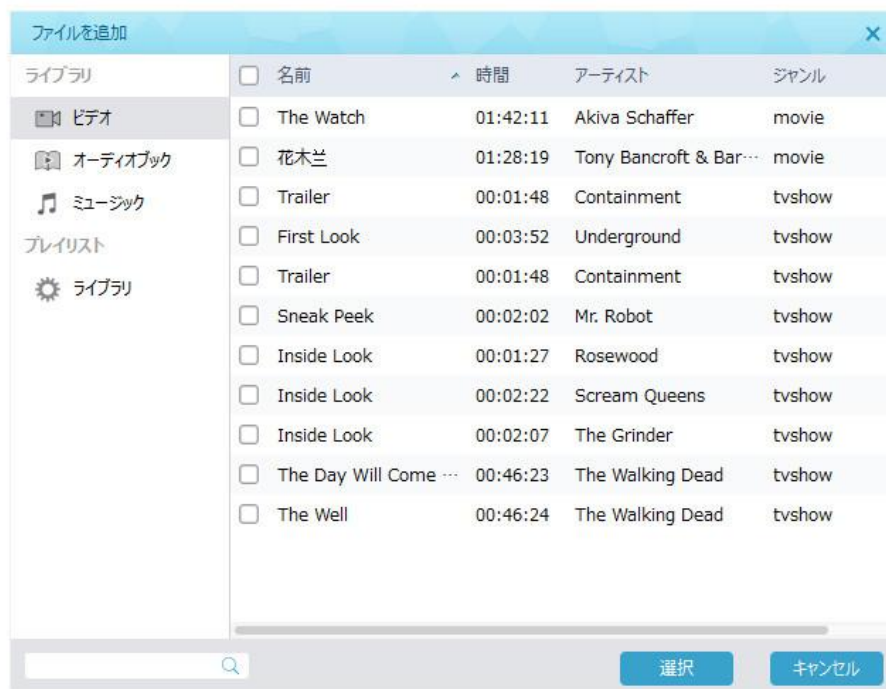 ファイルを追加
ライブラリ
ビデオ
オーディオブック
ミュージック
プレイリスト
ライブラリ
名前 時間 アーティスト ジャンル
The Watch 01:42:11 Akiva Schaffer movie
花木兰 01:28:19 Tony Bancroft & Bar… movie
Trailer 00:01:48 Containment tvshow
First Look 00:03:52 Underground tvshow
Trailer 00:01:48 Containment tvshow
Sneak Peek 00:02:02 Mr. Robot tvshow
Inside Look 00:01:27 Rosewood tvshow
Inside Look 00:02:22 Scream Queens tvshow
Inside Look 00:02:07 The Grinder tvshow
The Day Will Come … 00:46:23 The Walking Dead tvshow
The Well 00:46:24 The Walking Dead tvshow
選択 キャンセル